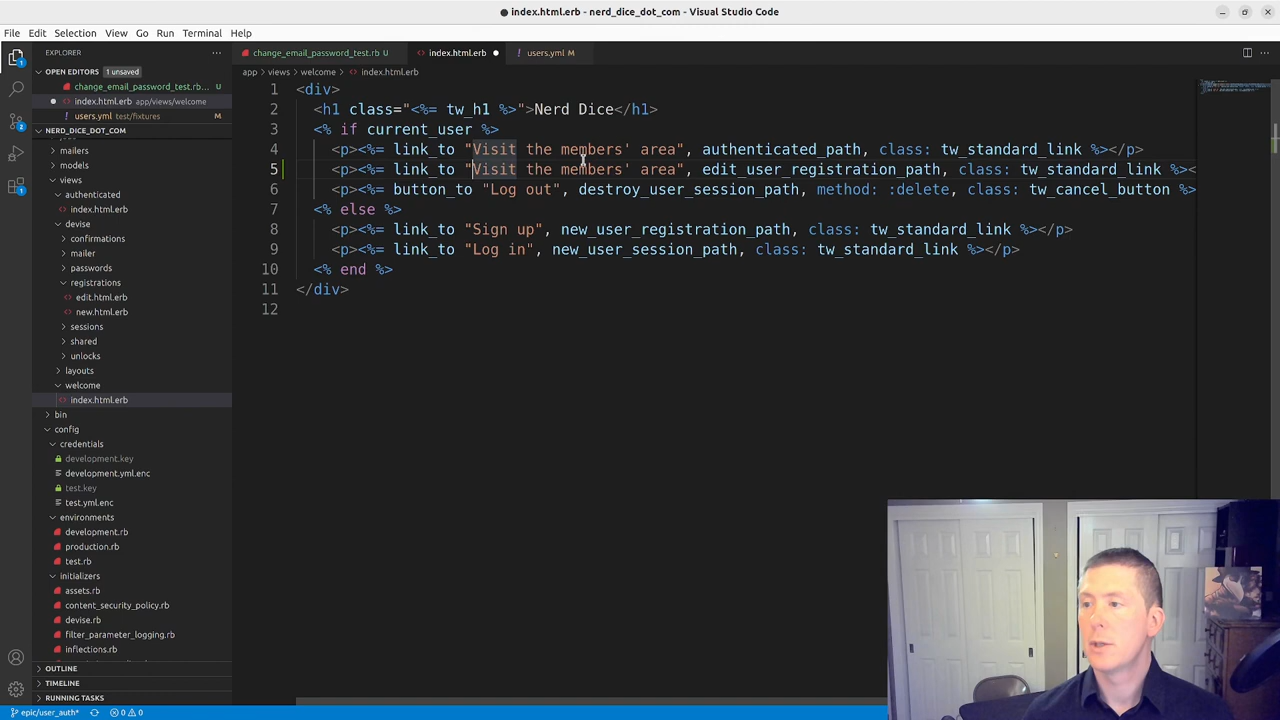 index.html.erb - nerd_dice_dot_com - Visual Studio Code
File Edit Selection View Go Run Terminal Help
EXPLORER
OPEN EDITORS 1 unsaved
change_email_password_test.rb... U
index.html.erb app/views/welcome
users.yml test/fixtures M
NERD_DICE_DOT_COM
mailers
models
views
authenticated
index.html.erb
devise
confirmations
mailer
passwords
registrations
edit.html.erb
new.html.erb
sessions
shared
unlocks
layouts
welcome
index.html.erb
bin
config
credentials
development.key
development.yml.enc
test.key
test.yml.enc
environments
development.rb
production.rb
test.rb
initializers
assets.rb
content_security_policy.rb
devise.rb
filter_parameter_logging.rb
inflections.rb
OUTLINE
TIMELINE
RUNNING TASKS
change_email_password_test.rb U index.html.erb users.yml M
app > views > welcome > index.html.erb
1 <div>
2 <h1 class="<%= tw_h1 %>">Nerd Dice</h1>
3 <% if current_user %>
4 <p><%= link_to "Visit the members' area", authenticated_path, class: tw_standard_link %></p>
5 <p><%= link_to "Visit the members' area", edit_user_registration_path, class: tw_standard_link %><
6 <p><%= button_to "Log out", destroy_user_session_path, method: :delete, class: tw_cancel_button %>
7 <% else %>
8 <p><%= link_to "Sign up", new_user_registration_path, class: tw_standard_link %></p>
9 <p><%= link_to "Log in", new_user_session_path, class: tw_standard_link %></p>
10 <% end %>
11 </div>
12
epic/user_auth* 0 0